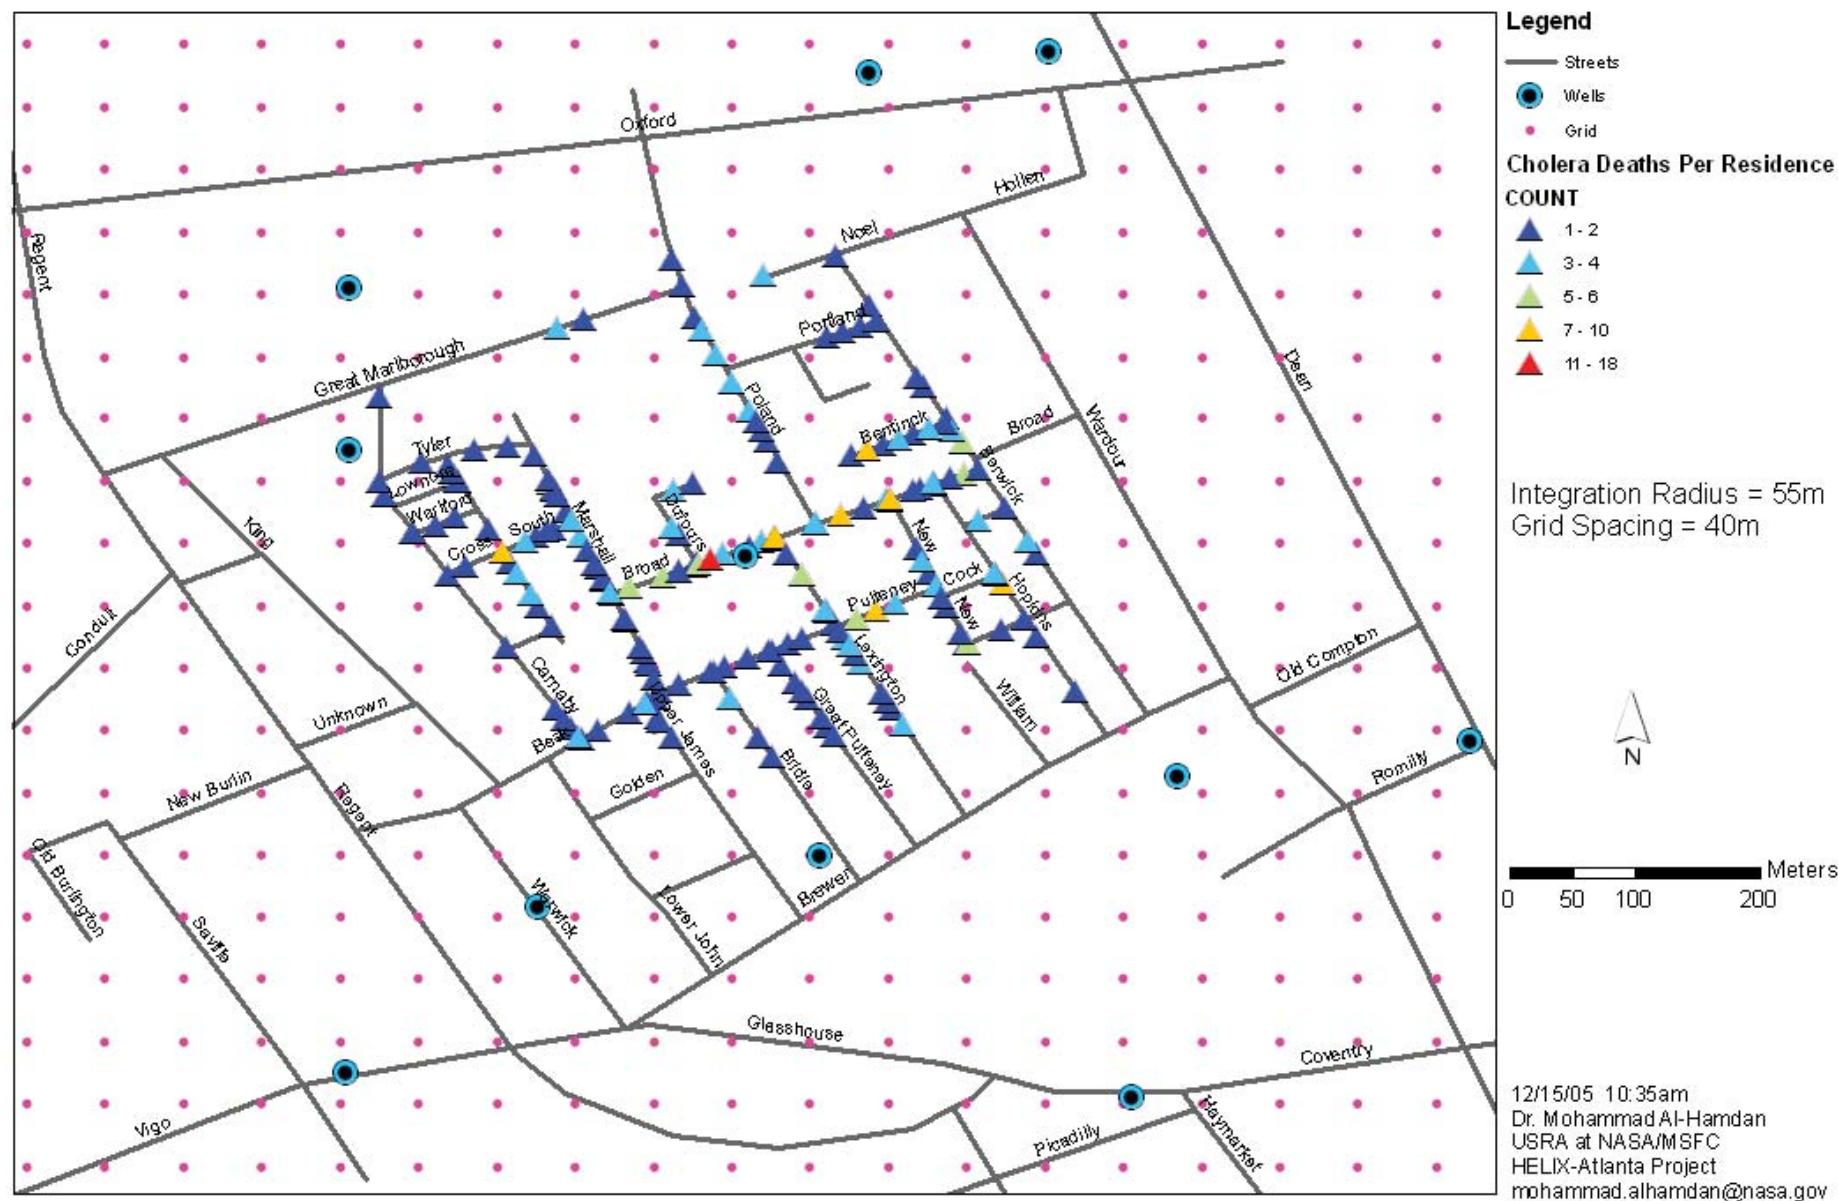 Legend
Streets
Wells
Grid
Cholera Deaths Per Residence
COUNT
1 - 2
3 - 4
5 - 6
7 - 10
11 - 18
Integration Radius = 55m
Grid Spacing = 40m
N
Meters
0 50 100 200
12/15/05 10:35am
Dr. Mohammad Al-Hamdan
USRA at NASA/MSFC
HELIX-Atlanta Project
mohammad.alhamdan@nasa.gov
Oxford
Hollen
Noel
Regent
Portland
Great Marlborough
Dean
Poland
Bentinck
Broad
Wardour
Tyler
Berwick
Lowndes
Marshall
Dufours
King
South
New
Cross
Broad
Cock
Hopkins
Pulteney
New
Conduit
Lexington
Old Compton
Carnaby
William
Unknown
Upper James
Great Pulteney
Beak
Bridle
Romilly
New Burlin
Golden
Regent
Old Burlington
Warwick
Brewer
Lower John
Saville
Glasshouse
Coventry
Vigo
Picadilly
Haymarket